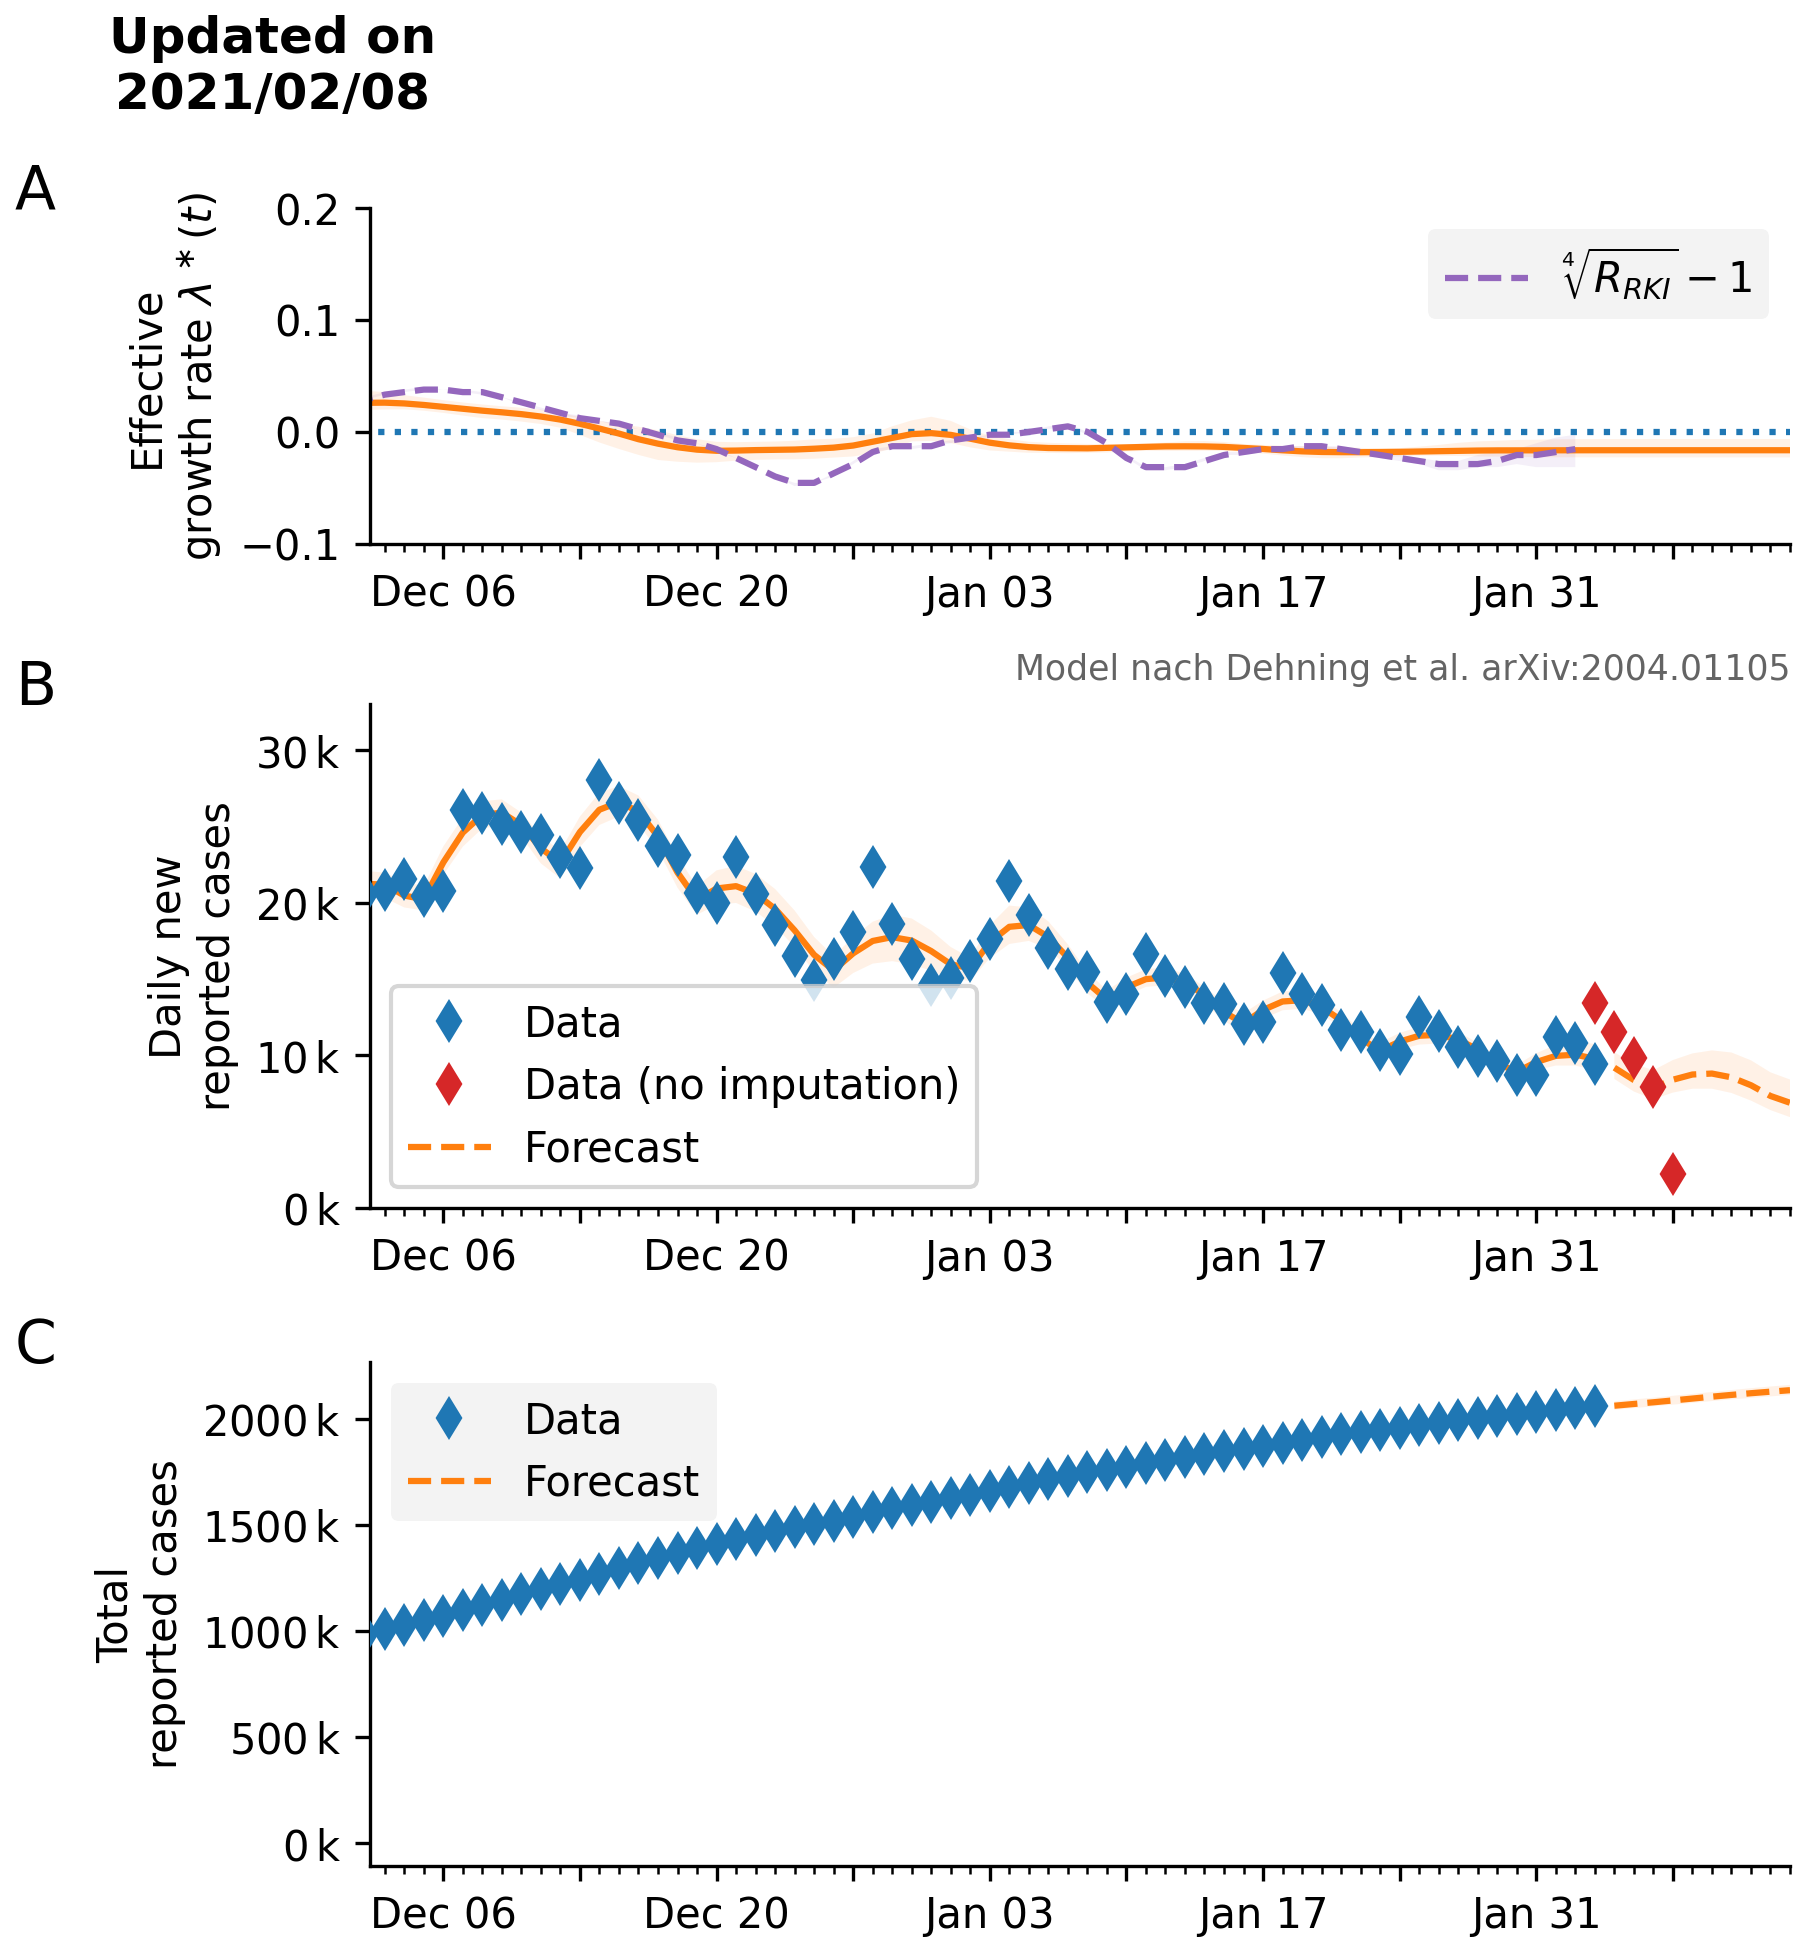 Updated on
2021/02/08
A
Effective
growth rate λ * (t)
0.2
0.1
0.0
−0.1
∜R_RKI − 1
Dec 06
Dec 20
Jan 03
Jan 17
Jan 31
Model nach Dehning et al. arXiv:2004.01105
B
Daily new
reported cases
30 k
20 k
10 k
0 k
Data
Data (no imputation)
Forecast
Dec 06
Dec 20
Jan 03
Jan 17
Jan 31
C
Total
reported cases
2000 k
1500 k
1000 k
500 k
0 k
Data
Forecast
Dec 06
Dec 20
Jan 03
Jan 17
Jan 31